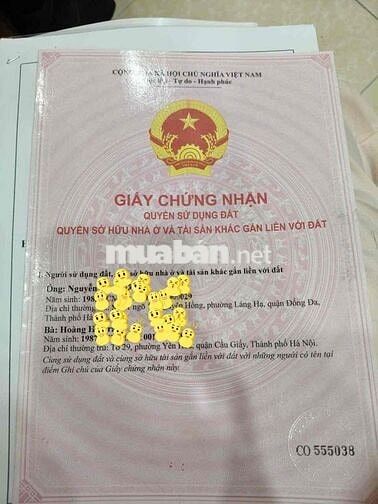 CỘNG HÒA XÃ HỘI CHỦ NGHĨA VIỆT NAM
Độc lập - Tự do - Hạnh phúc
GIẤY CHỨNG NHẬN
QUYỀN SỬ DỤNG ĐẤT
QUYỀN SỞ HỮU NHÀ Ở VÀ TÀI SẢN KHÁC GẮN LIỀN VỚI ĐẤT
muaban.net
I. Người sử dụng đất, sở hữu nhà ở và tài sản khác gắn liền với đất
Ông: Nguyễn
Năm sinh: 198 029
Địa chỉ thường ngõ Hồng, phường Láng Hạ, quận Đống Đa,
Thành phố Hà
Bà: Hoàng
Năm sinh: 198 001
Địa chỉ thường trú: Tổ 29, phường Yên quận Cầu Giấy, Thành phố Hà Nội.
Cùng sử dụng đất và cùng sở hữu tài sản gắn liền với đất với những người có tên tại
điểm Ghi chú của Giấy chứng nhận này.
CO 555038